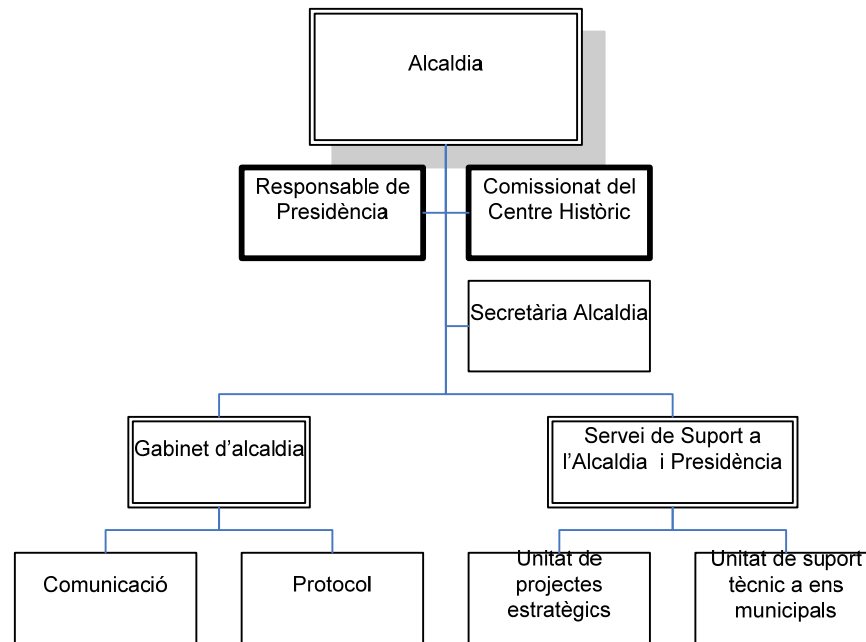 Alcaldia
Responsable de
Presidència
Comissionat del
Centre Històric
Secretària Alcaldia
Gabinet d'alcaldia
Servei de Suport a
l'Alcaldia i Presidència
Comunicació
Protocol
Unitat de
projectes
estratègics
Unitat de suport
tècnic a ens
municipals